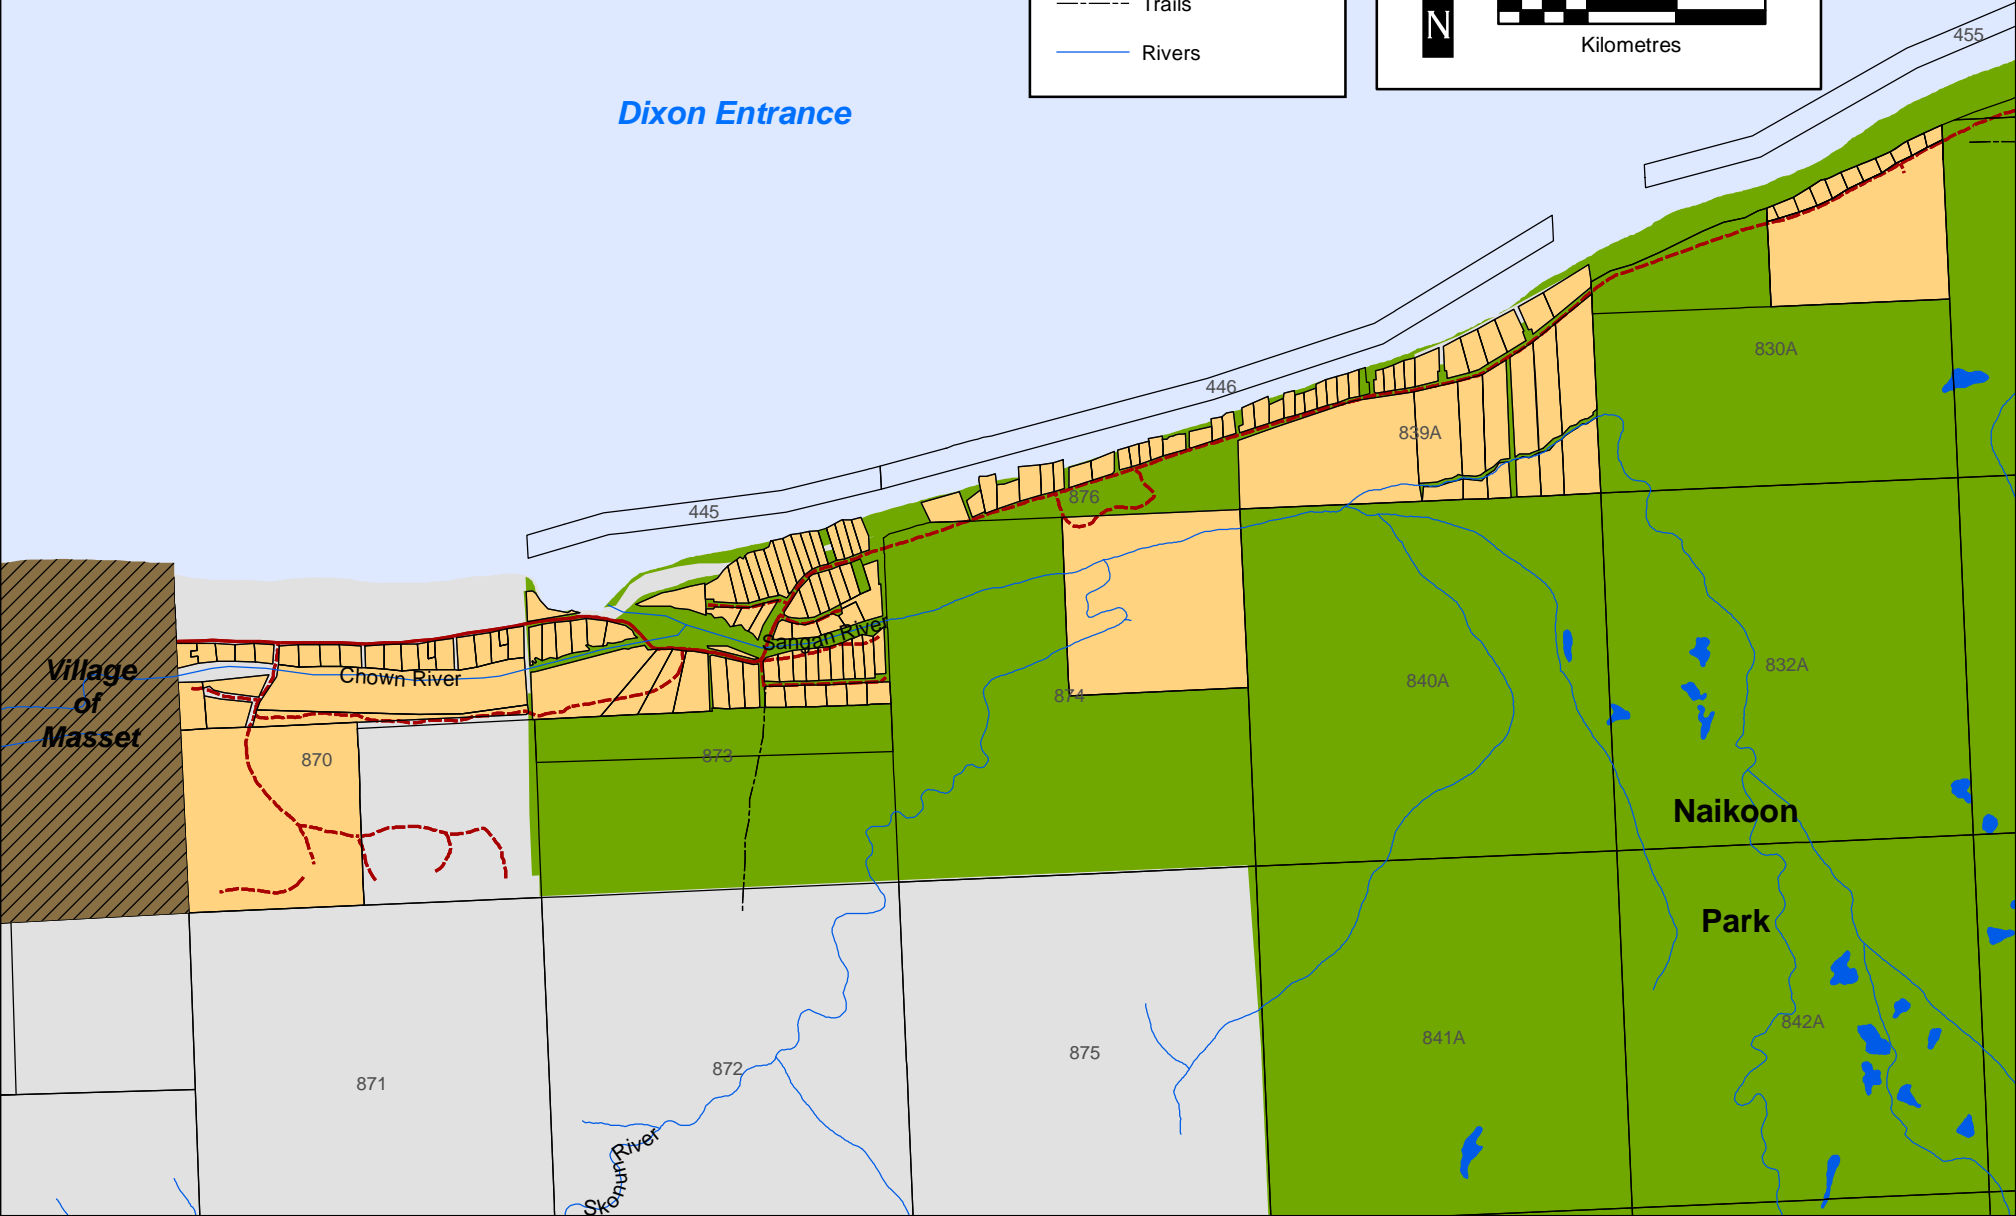 Trails
Rivers
N
Kilometres
455
Dixon Entrance
830A
446
839A
876
445
Sangan River
Village
of
Masset
Chown River
832A
840A
874
873
870
Naikoon
Park
842A
841A
875
872
871
Skonun River